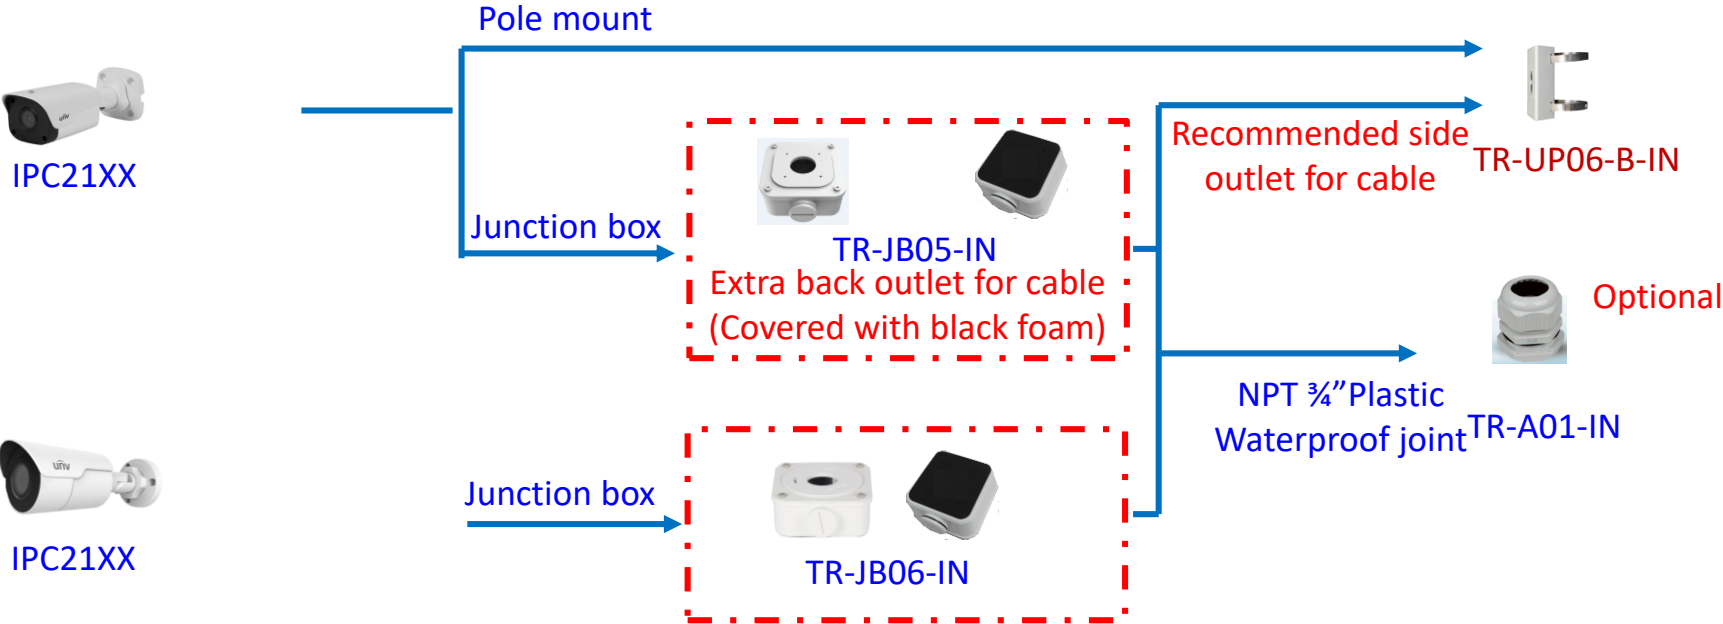 Pole mount
unv
IPC21XX
Recommended side
outlet for cable
TR-UP06-B-IN
Junction box
TR-JB05-IN
Extra back outlet for cable
(Covered with black foam)
Optional
NPT ¾”Plastic
Waterproof joint
TR-A01-IN
unv
Junction box
IPC21XX
TR-JB06-IN